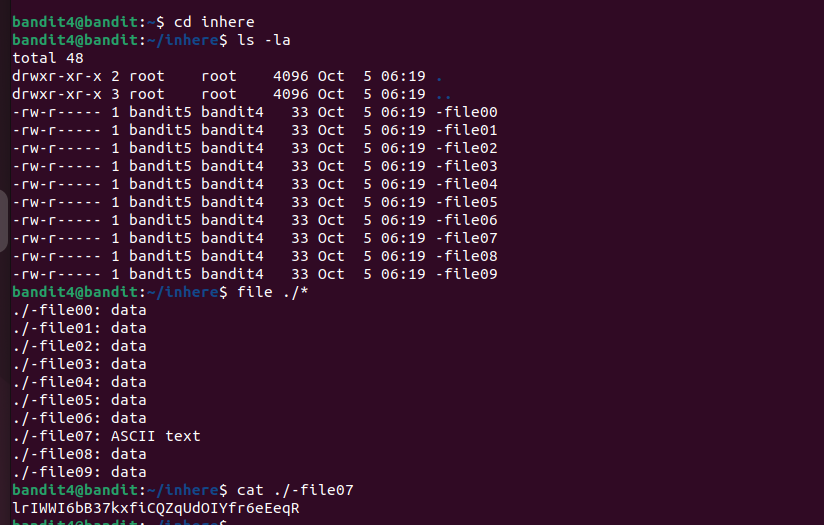 bandit4@bandit:~$ cd inhere
bandit4@bandit:~/inhere$ ls -la
total 48
drwxr-xr-x 2 root    root    4096 Oct  5 06:19 .
drwxr-xr-x 3 root    root    4096 Oct  5 06:19 ..
-rw-r----- 1 bandit5 bandit4   33 Oct  5 06:19 -file00
-rw-r----- 1 bandit5 bandit4   33 Oct  5 06:19 -file01
-rw-r----- 1 bandit5 bandit4   33 Oct  5 06:19 -file02
-rw-r----- 1 bandit5 bandit4   33 Oct  5 06:19 -file03
-rw-r----- 1 bandit5 bandit4   33 Oct  5 06:19 -file04
-rw-r----- 1 bandit5 bandit4   33 Oct  5 06:19 -file05
-rw-r----- 1 bandit5 bandit4   33 Oct  5 06:19 -file06
-rw-r----- 1 bandit5 bandit4   33 Oct  5 06:19 -file07
-rw-r----- 1 bandit5 bandit4   33 Oct  5 06:19 -file08
-rw-r----- 1 bandit5 bandit4   33 Oct  5 06:19 -file09
bandit4@bandit:~/inhere$ file ./*
./-file00: data
./-file01: data
./-file02: data
./-file03: data
./-file04: data
./-file05: data
./-file06: data
./-file07: ASCII text
./-file08: data
./-file09: data
bandit4@bandit:~/inhere$ cat ./-file07
lrIWWI6bB37kxfiCQZqUdOIYfr6eEeqR
bandit4@bandit:~/inhere$